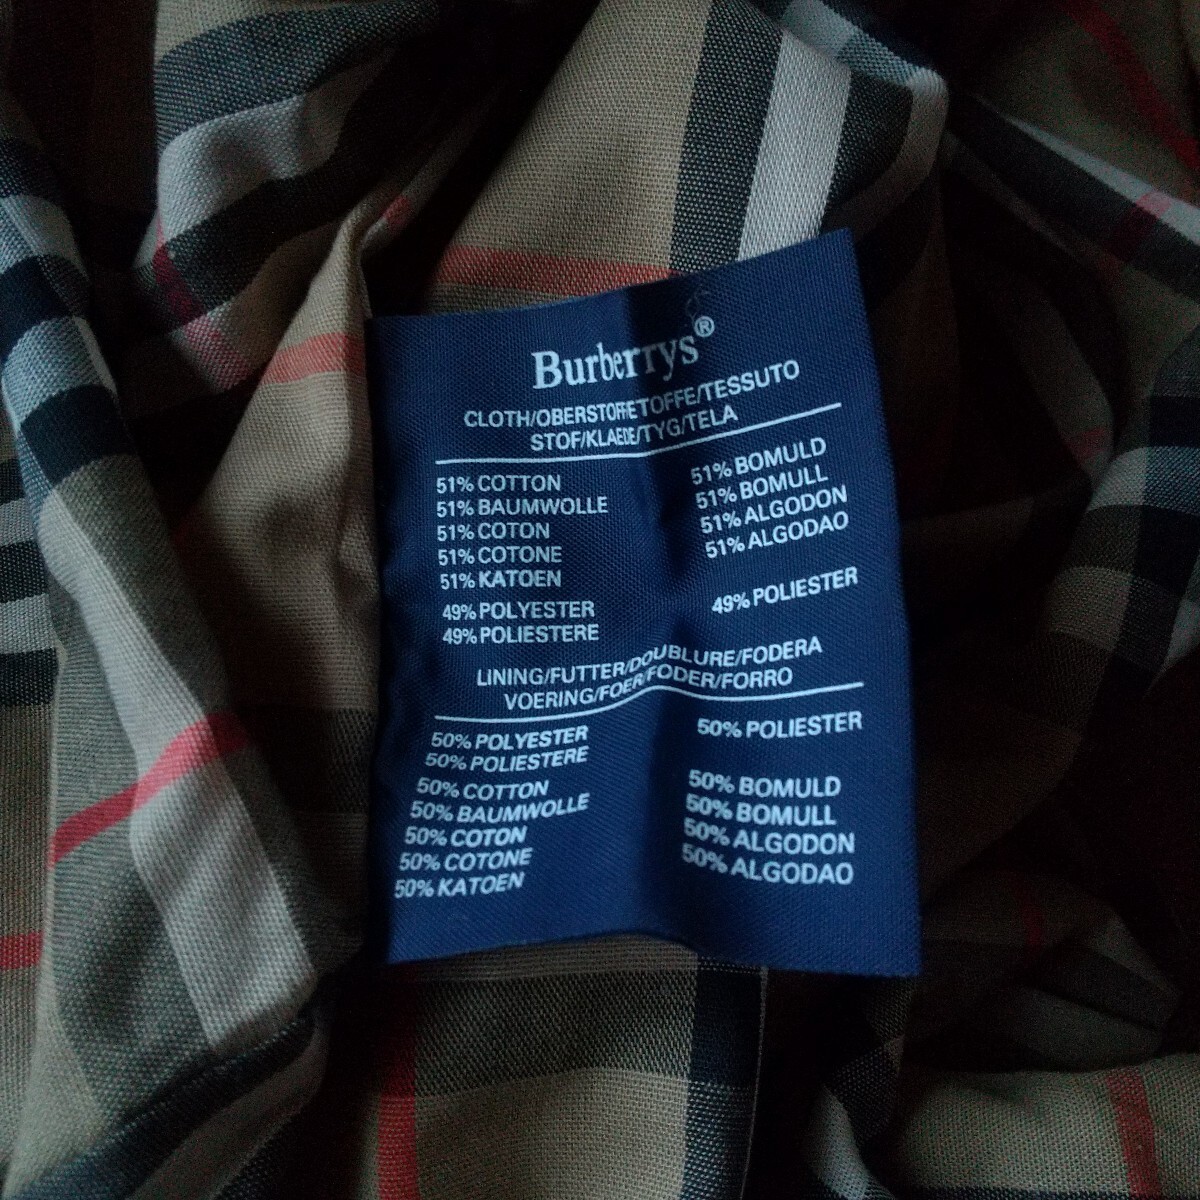 Burberrys®
CLOTH/OBERSTOFFE TOFFE/TESSUTO
STOF/KLAEDE/TYG/TELA
51% COTTON
51% BAUMWOLLE
51% COTON
51% COTONE
51% KATOEN
51% BOMULD
51% BOMULL
51% ALGODON
51% ALGODAO
49% POLYESTER
49% POLIESTERE
49% POLIESTER
LINING/FUTTER/DOUBLURE/FODERA
VOERING/FOER/FODER/FORRO
50% POLYESTER
50% POLIESTERE
50% POLIESTER
50% COTTON
50% BAUMWOLLE
50% COTON
50% COTONE
50% KATOEN
50% BOMULD
50% BOMULL
50% ALGODON
50% ALGODAO